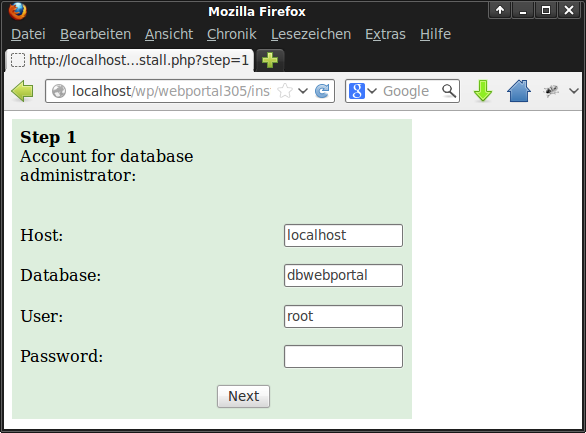 Mozilla Firefox
Datei Bearbeiten Ansicht Chronik Lesezeichen Extras Hilfe
http://localhost...stall.php?step=1
localhost/wp/webportal305/ins
Google
Step 1
Account for database
administrator:
Host: localhost
Database: dbwebportal
User: root
Password:
Next